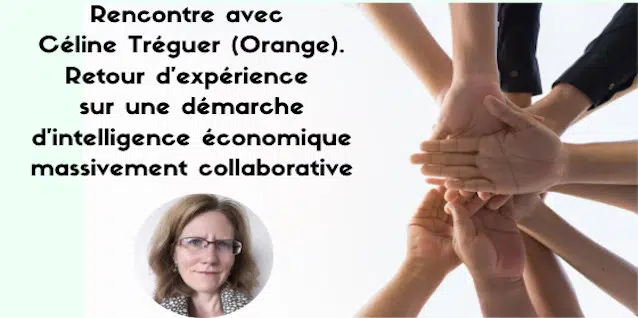 Rencontre avec
Céline Tréguer (Orange).
Retour d'expérience
sur une démarche
d'intelligence économique
massivement collaborative